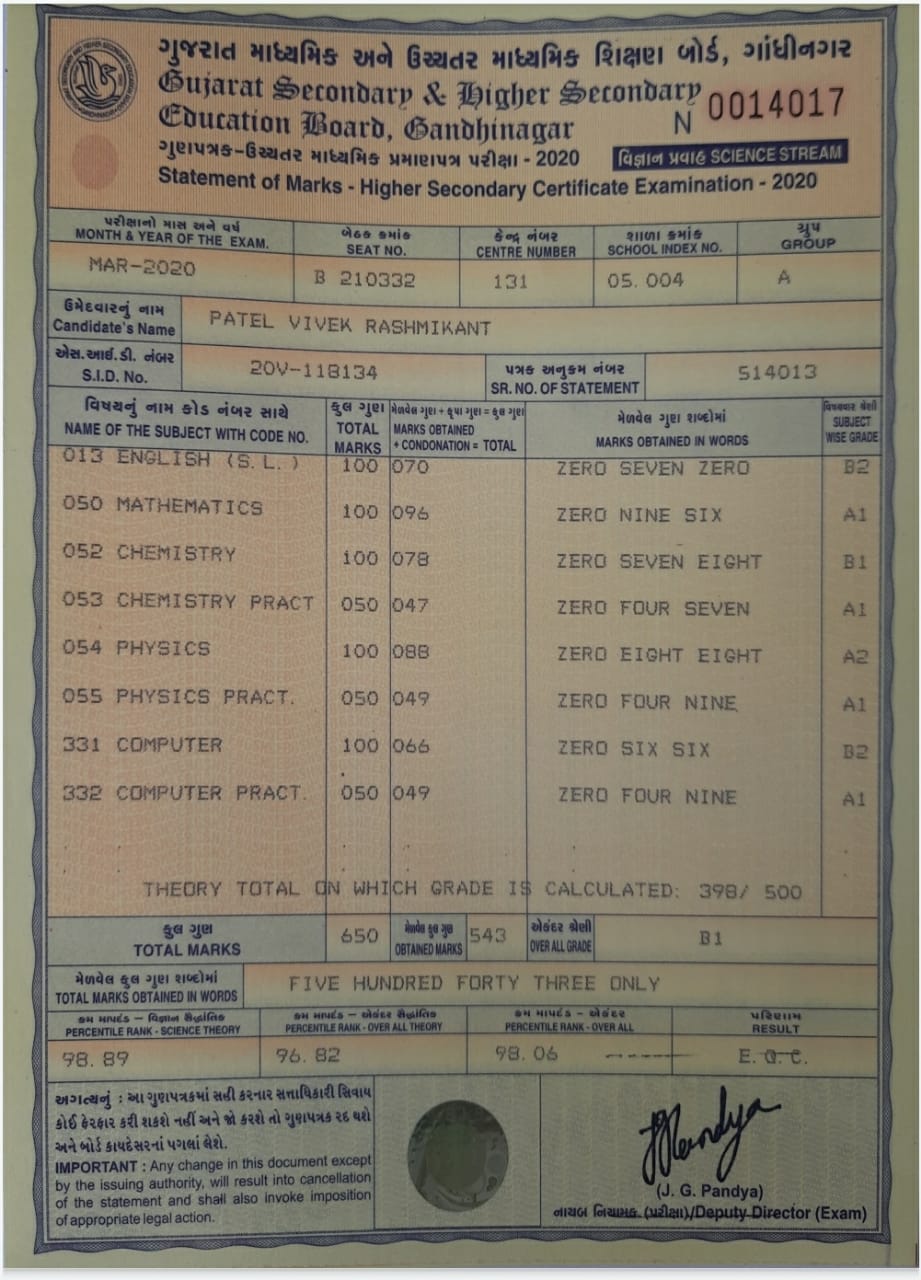 ગુજરાત માધ્યમિક અને ઉચ્ચતર માધ્યમિક શિક્ષણ બોર્ડ, ગાંધીનગર
Gujarat Secondary & Higher Secondary
Education Board, Gandhinagar
N 0014017
ગુણપત્રક-ઉચ્ચતર માધ્યમિક પ્રમાણપત્ર પરીક્ષા - 2020
વિજ્ઞાન પ્રવાહ SCIENCE STREAM
Statement of Marks - Higher Secondary Certificate Examination - 2020
પરીક્ષાનો માસ અને વર્ષ બેઠક ક્રમાંક કેન્દ્ર નંબર શાળા ક્રમાંક ગ્રુપ
MONTH & YEAR OF THE EXAM. SEAT NO. CENTRE NUMBER SCHOOL INDEX NO. GROUP
MAR-2020 B 210332 131 05.004 A
ઉમેદવારનું નામ
Candidate's Name PATEL VIVEK RASHMIKANT
એસ.આઈ.ડી. નંબર
S.I.D. No. 20V-118134
પત્રક અનુક્રમ નંબર
SR. NO. OF STATEMENT 514013
વિષયનું નામ કોડ નંબર સાથે કુલ ગુણ મેળવેલ ગુણ + કૃપા ગુણ = કુલ ગુણ મેળવેલ ગુણ શબ્દોમાં વિષયવાર શ્રેણી
NAME OF THE SUBJECT WITH CODE NO. TOTAL MARKS MARKS OBTAINED + CONDONATION = TOTAL MARKS OBTAINED IN WORDS SUBJECT WISE GRADE
013 ENGLISH (S.L.) 100 070 ZERO SEVEN ZERO B2
050 MATHEMATICS 100 096 ZERO NINE SIX A1
052 CHEMISTRY 100 078 ZERO SEVEN EIGHT B1
053 CHEMISTRY PRACT 050 047 ZERO FOUR SEVEN A1
054 PHYSICS 100 088 ZERO EIGHT EIGHT A2
055 PHYSICS PRACT. 050 049 ZERO FOUR NINE A1
331 COMPUTER 100 066 ZERO SIX SIX B2
332 COMPUTER PRACT. 050 049 ZERO FOUR NINE A1
THEORY TOTAL ON WHICH GRADE IS CALCULATED: 398/ 500
કુલ ગુણ મેળવેલ કુલ ગુણ એકંદર શ્રેણી
TOTAL MARKS 650 OBTAINED MARKS 543 OVER ALL GRADE B1
મેળવેલ કુલ ગુણ શબ્દોમાં
TOTAL MARKS OBTAINED IN WORDS FIVE HUNDRED FORTY THREE ONLY
ક્રમ માપદંડ – વિજ્ઞાન સૈદ્ધાંતિક ક્રમ માપદંડ – એકંદર સૈદ્ધાંતિક ક્રમ માપદંડ - એકંદર પરિણામ
PERCENTILE RANK - SCIENCE THEORY PERCENTILE RANK - OVER ALL THEORY PERCENTILE RANK - OVER ALL RESULT
98.89 96.82 98.06 ----- E.Q.C.
અગત્યનું : આ ગુણપત્રકમાં સહી કરનાર સત્તાધિકારી સિવાય
કોઈ ફેરફાર કરી શકશે નહીં અને જો કરશે તો ગુણપત્રક રદ થશે
અને બોર્ડ કાયદેસરનાં પગલાં લેશે.
IMPORTANT : Any change in this document except
by the issuing authority, will result into cancellation
of the statement and shall also invoke imposition
of appropriate legal action.
(J. G. Pandya)
નાયબ નિયામક (પરીક્ષા)/Deputy Director (Exam)